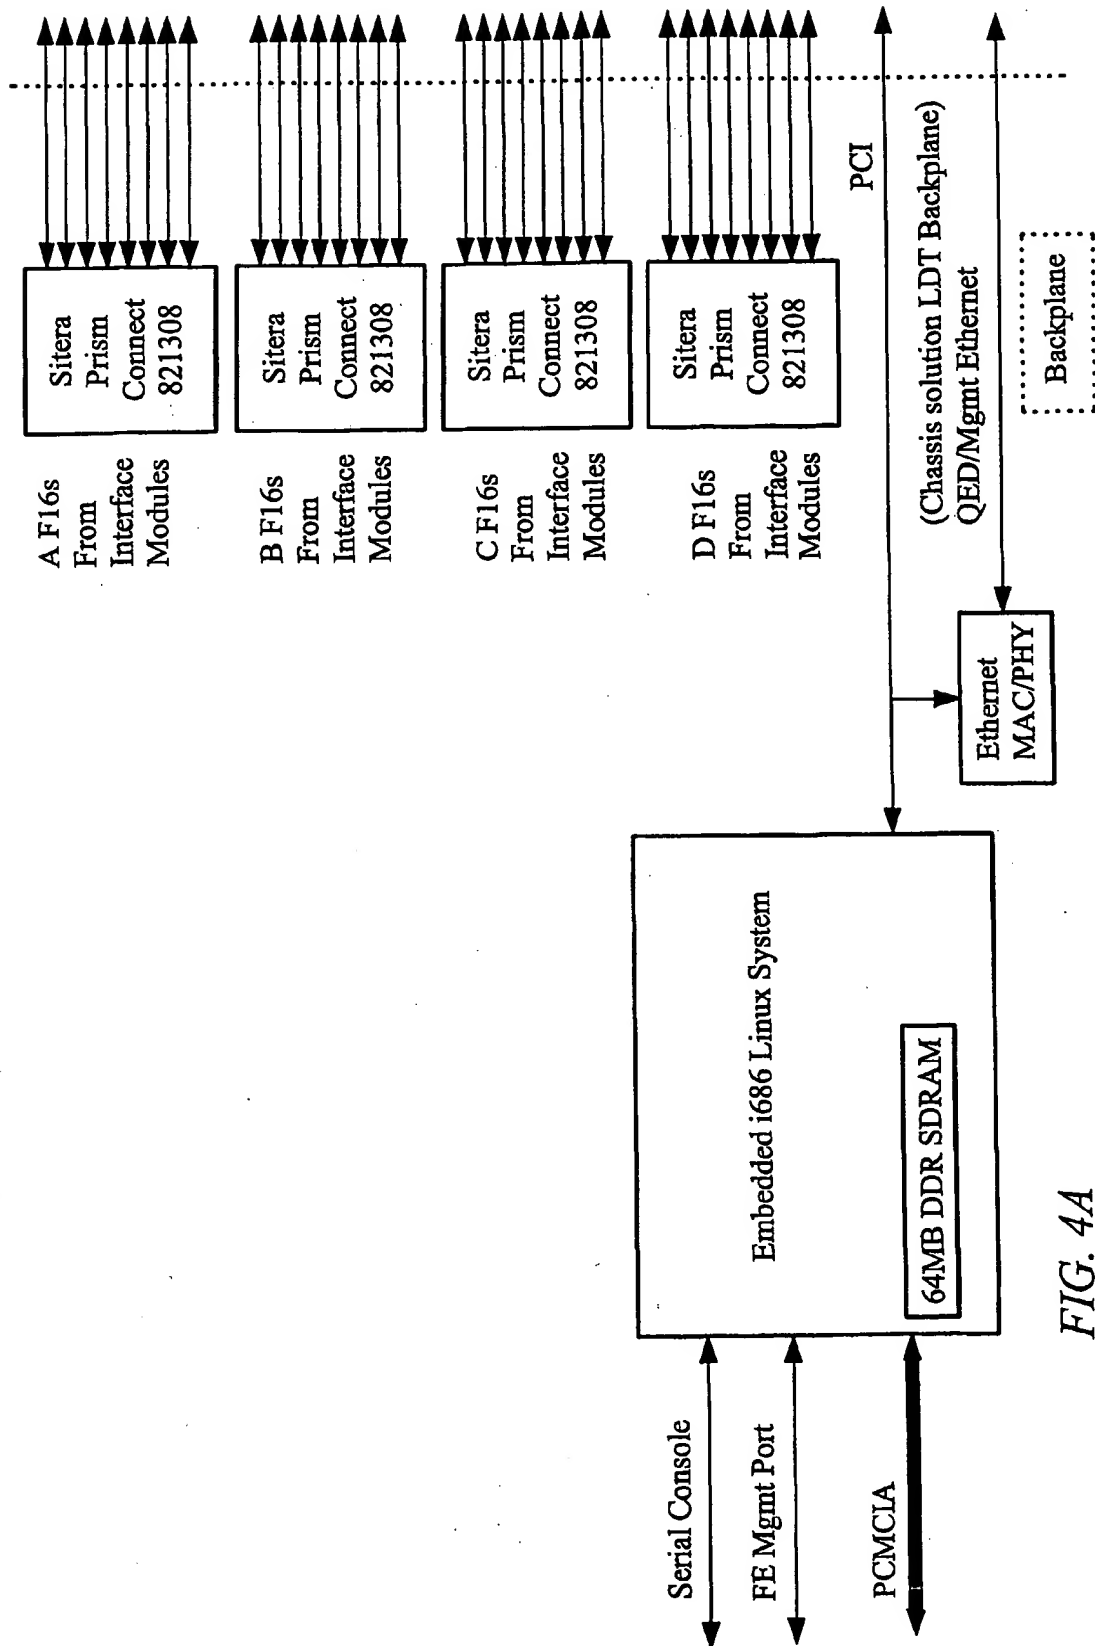 Sitera
Prism
Connect
821308
A F16s
From
Interface
Modules
Sitera
Prism
Connect
821308
B F16s
From
Interface
Modules
Sitera
Prism
Connect
821308
C F16s
From
Interface
Modules
Sitera
Prism
Connect
821308
D F16s
From
Interface
Modules
PCI
(Chassis solution LDT Backplane)
QED/Mgmt Ethernet
Backplane
Ethernet
MAC/PHY
Embedded i686 Linux System
64MB DDR SDRAM
Serial Console
FE Mgmt Port
PCMCIA
FIG. 4A